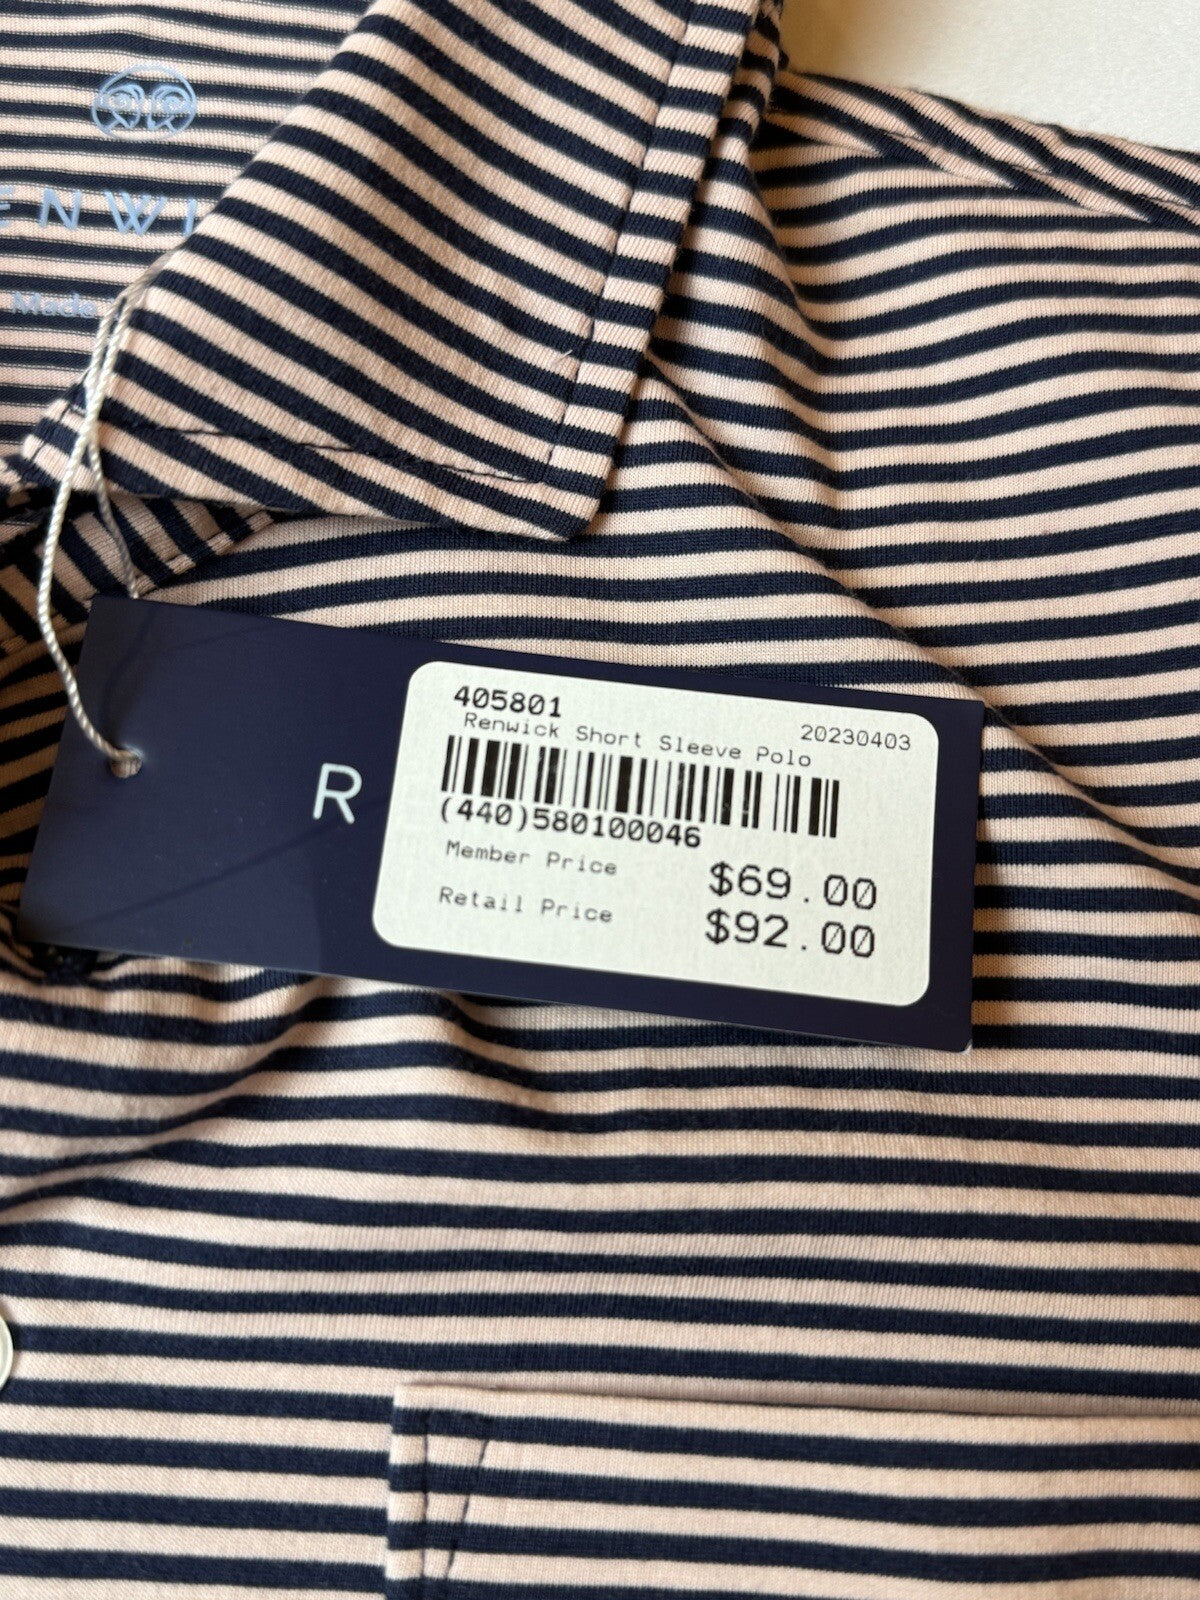 ENWI
Made
R
405801
20230403
Renwick Short Sleeve Polo
(440)580100046
Member Price $69.00
Retail Price $92.00